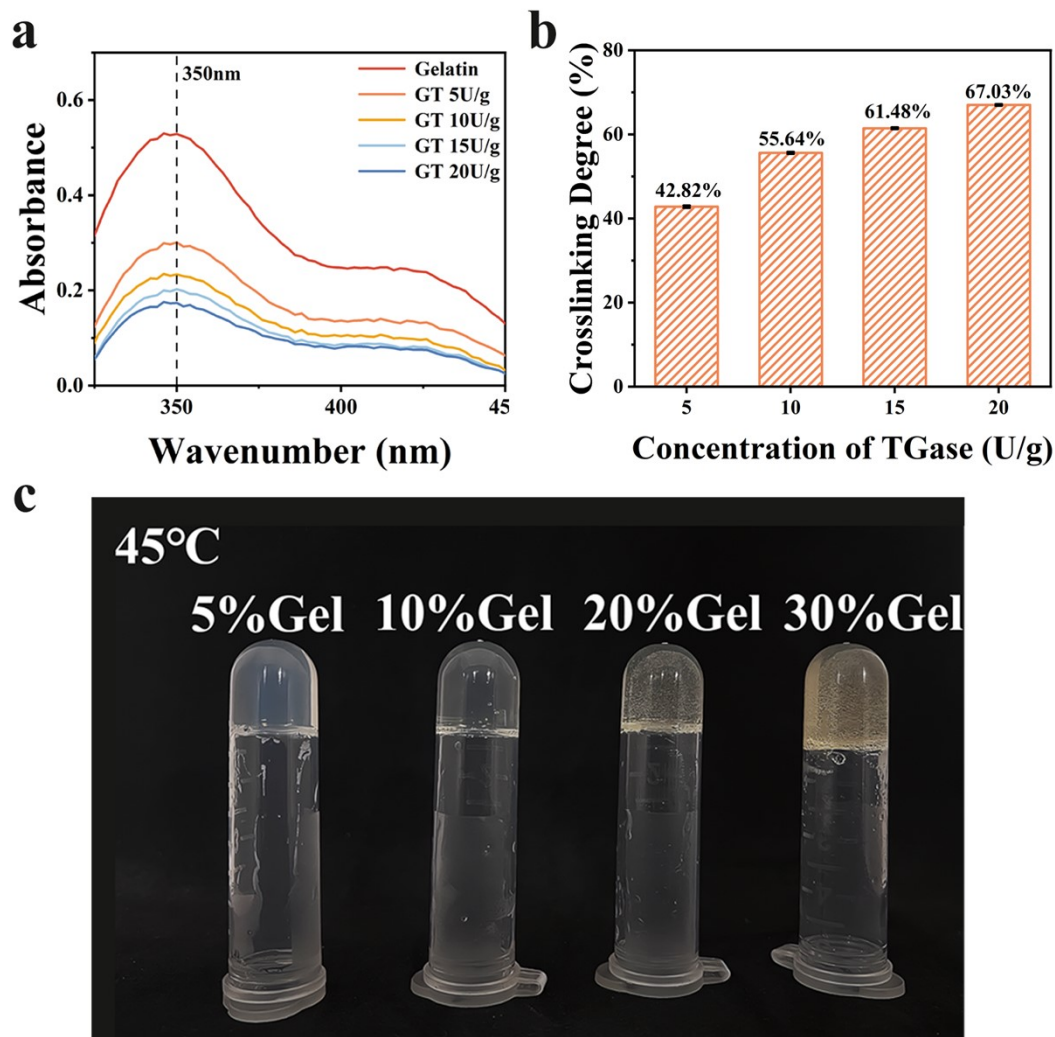 a
350nm
Gelatin
GT 5U/g
GT 10U/g
GT 15U/g
GT 20U/g
0.6
0.4
0.2
0.0
350
400
45
Absorbance
Wavenumber (nm)
b
80
60
40
20
0
42.82%
55.64%
61.48%
67.03%
5
10
15
20
Crosslinking Degree (%)
Concentration of TGase (U/g)
c
45°C
5%Gel
10%Gel
20%Gel
30%Gel